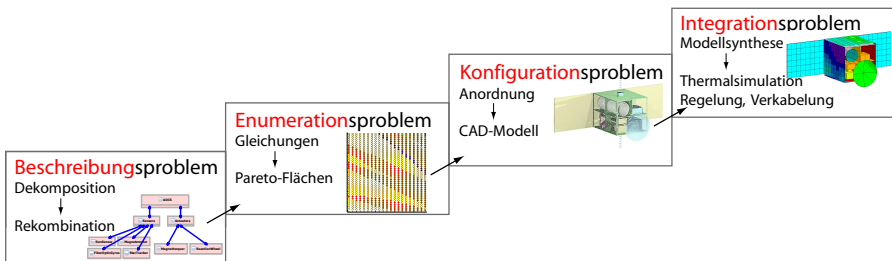 Integrationsproblem
Modellsynthese
Thermalsimulation
Regelung, Verkabelung
Konfigurationsproblem
Anordnung
CAD-Modell
Enumerationsproblem
Gleichungen
Pareto-Flächen
Beschreibungsproblem
Dekomposition
Rekombination